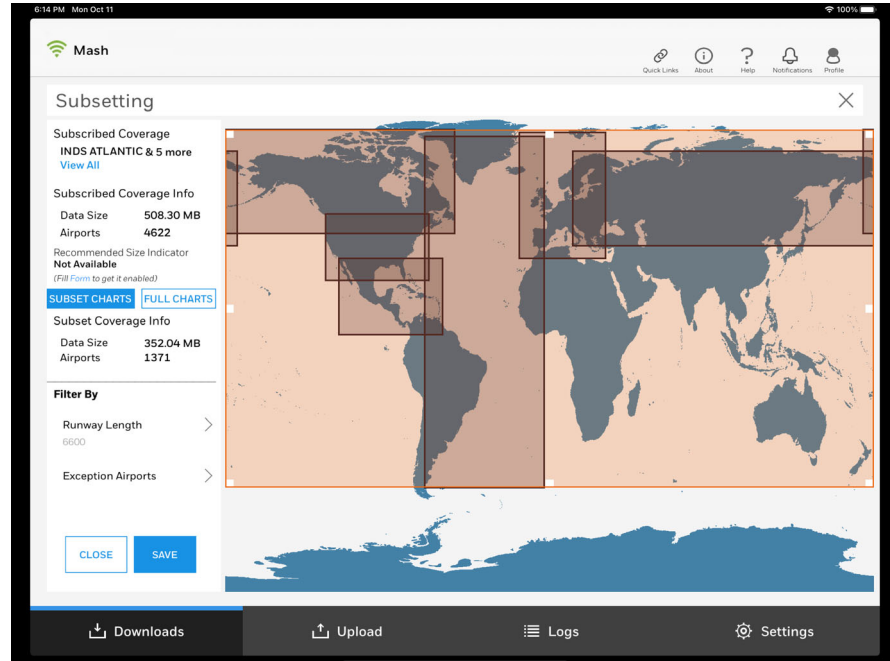 6:14 PM Mon Oct 11
100%
Mash
Quick Links
About
Help
Notifications
Profile
Subsetting
Subscribed Coverage
INDS ATLANTIC & 5 more
View All
Subscribed Coverage Info
Data Size 508.30 MB
Airports 4622
Recommended Size Indicator
Not Available
(Fill Form to get it enabled)
SUBSET CHARTS FULL CHARTS
Subset Coverage Info
Data Size 352.04 MB
Airports 1371
Filter By
Runway Length
6600
Exception Airports
CLOSE SAVE
Downloads Upload Logs Settings